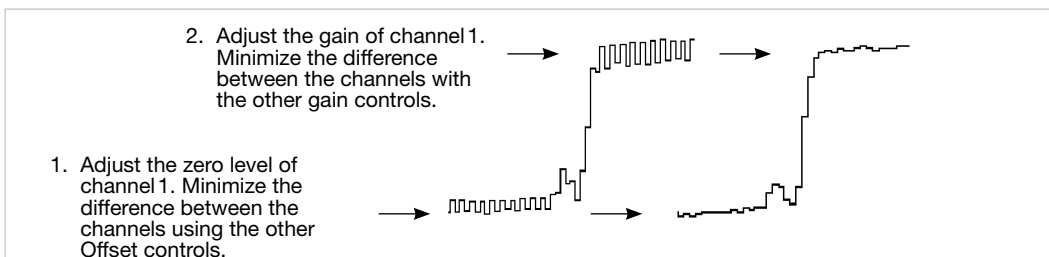 2. Adjust the gain of channel 1.
Minimize the difference
between the channels with
the other gain controls.
1. Adjust the zero level of
channel 1. Minimize the
difference between the
channels using the other
Offset controls.